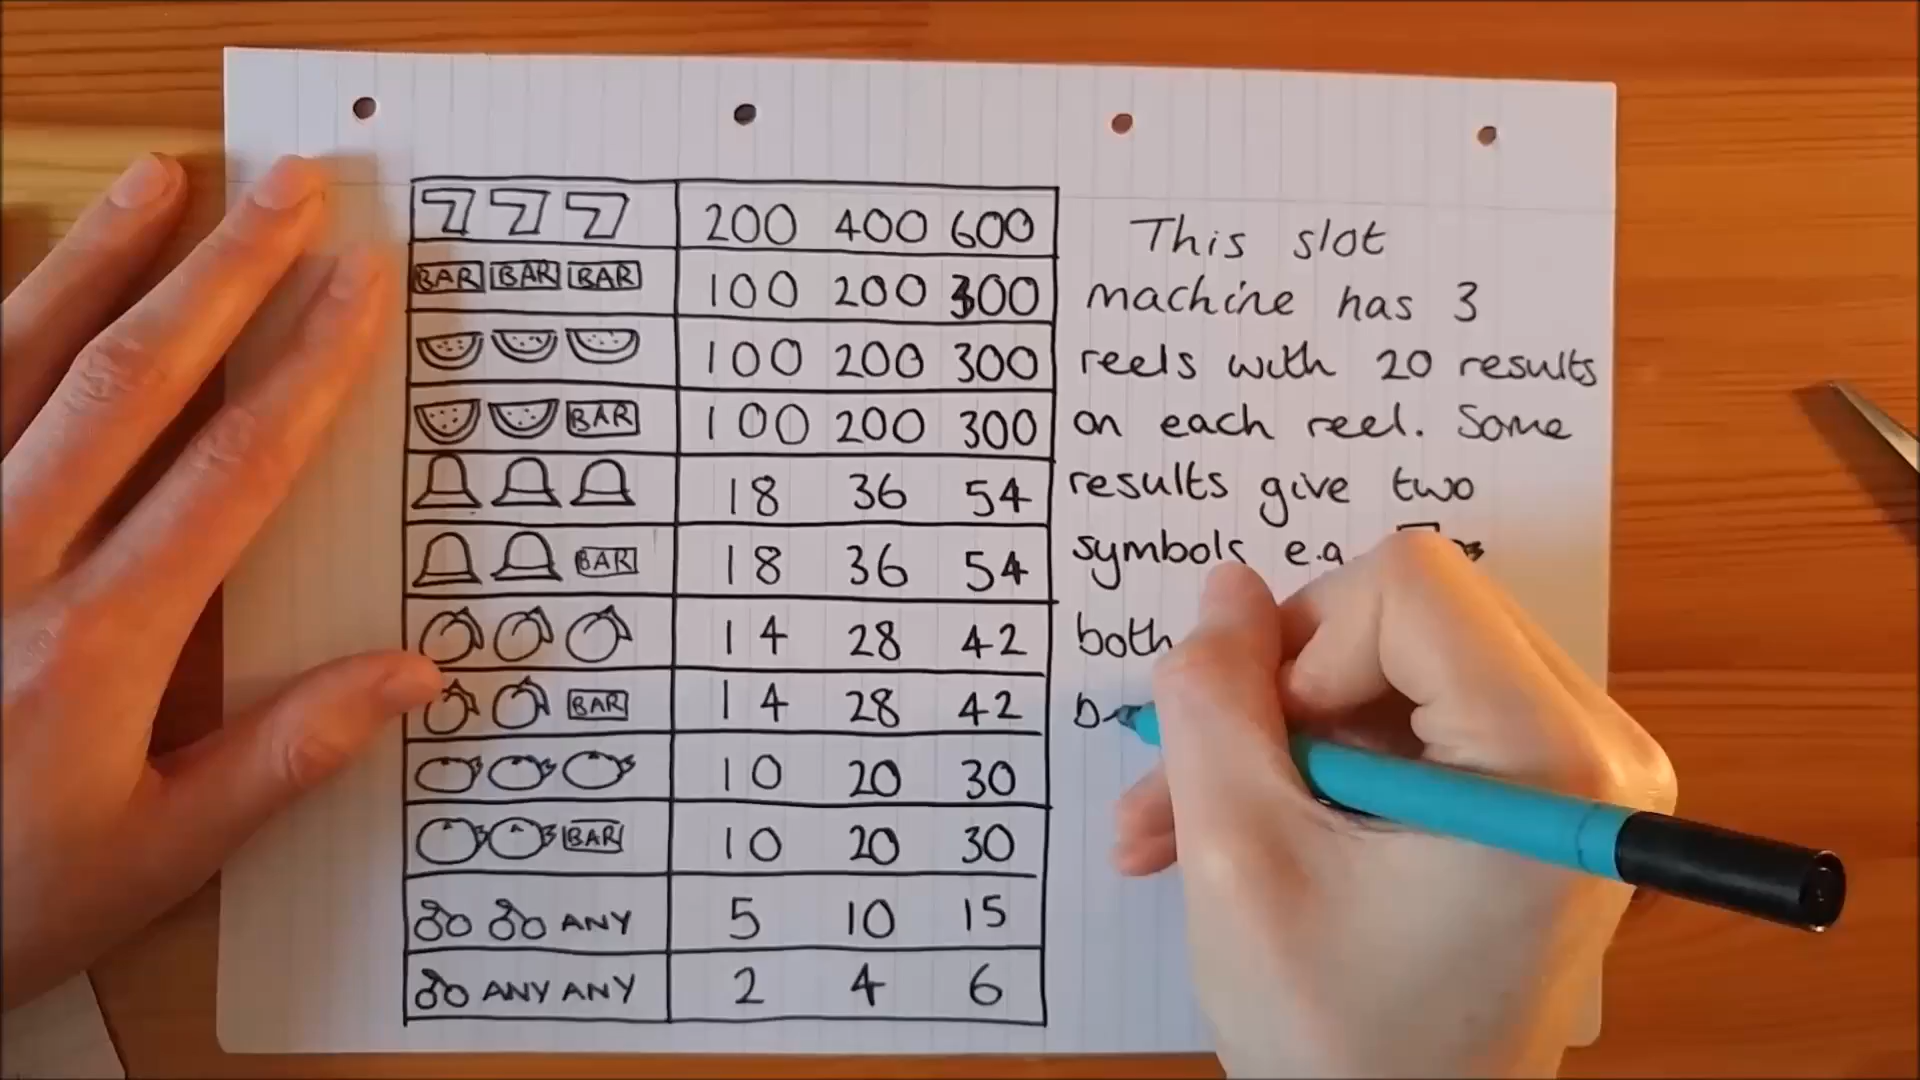 7 7 7 200 400 600
BAR BAR BAR 100 200 300
100 200 300
BAR 100 200 300
18 36 54
BAR 18 36 54
14 28 42
BAR 14 28 42
10 20 30
BAR 10 20 30
ANY 5 10 15
ANY ANY 2 4 6
This slot
machine has 3
reels with 20 results
on each reel. Some
results give two
symbols e.g.
both